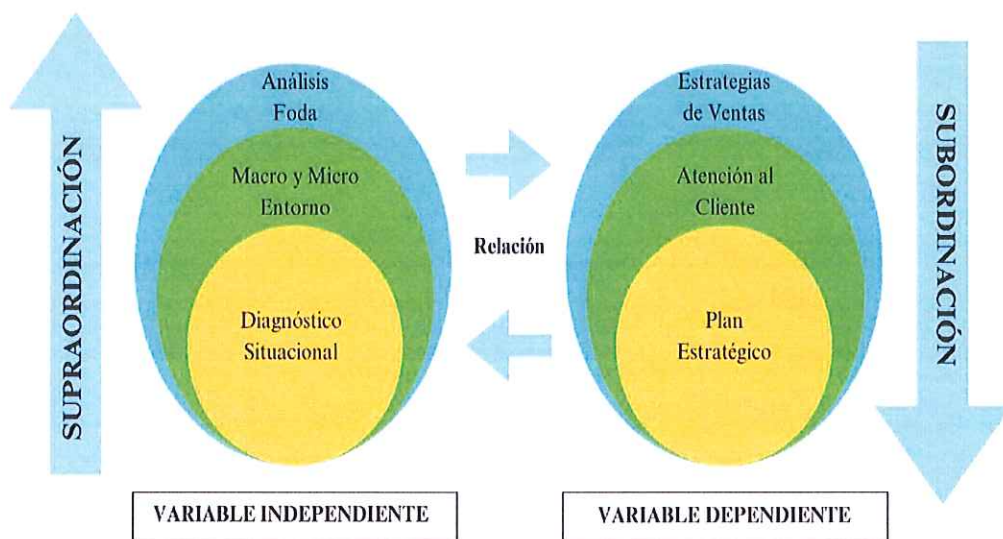 SUPRAORDINACIÓN
Análisis
Foda
Macro y Micro
Entorno
Diagnóstico
Situacional
VARIABLE INDEPENDIENTE
Relación
Estrategias
de Ventas
Atención al
Cliente
Plan
Estratégico
VARIABLE DEPENDIENTE
SUBORDINACIÓN